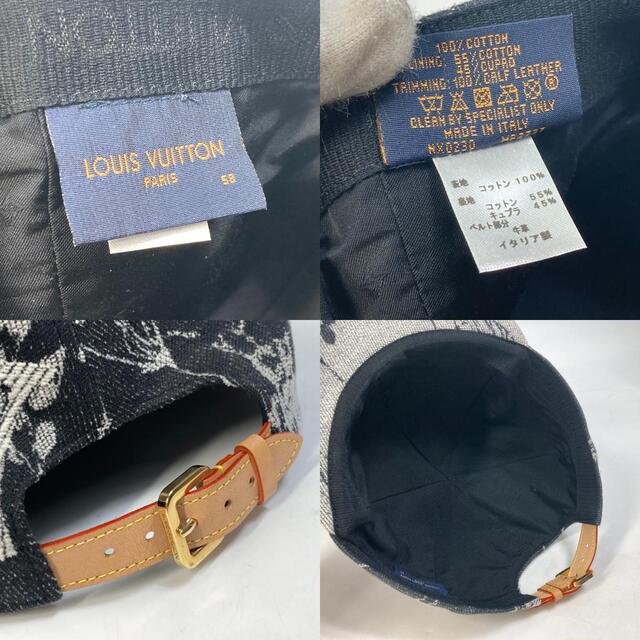 LOUIS VUITTON
PARIS
58
100% COTTON
LINING: 55% COTTON
45% CUPRO
TRIMMING: 100% CALF LEATHER
CLEAN BY SPECIALIST ONLY
MADE IN ITALY
NX0230
表地 コットン 100%
裏地 コットン 55%
キュプラ 45%
ベルト部分 牛革
イタリア製